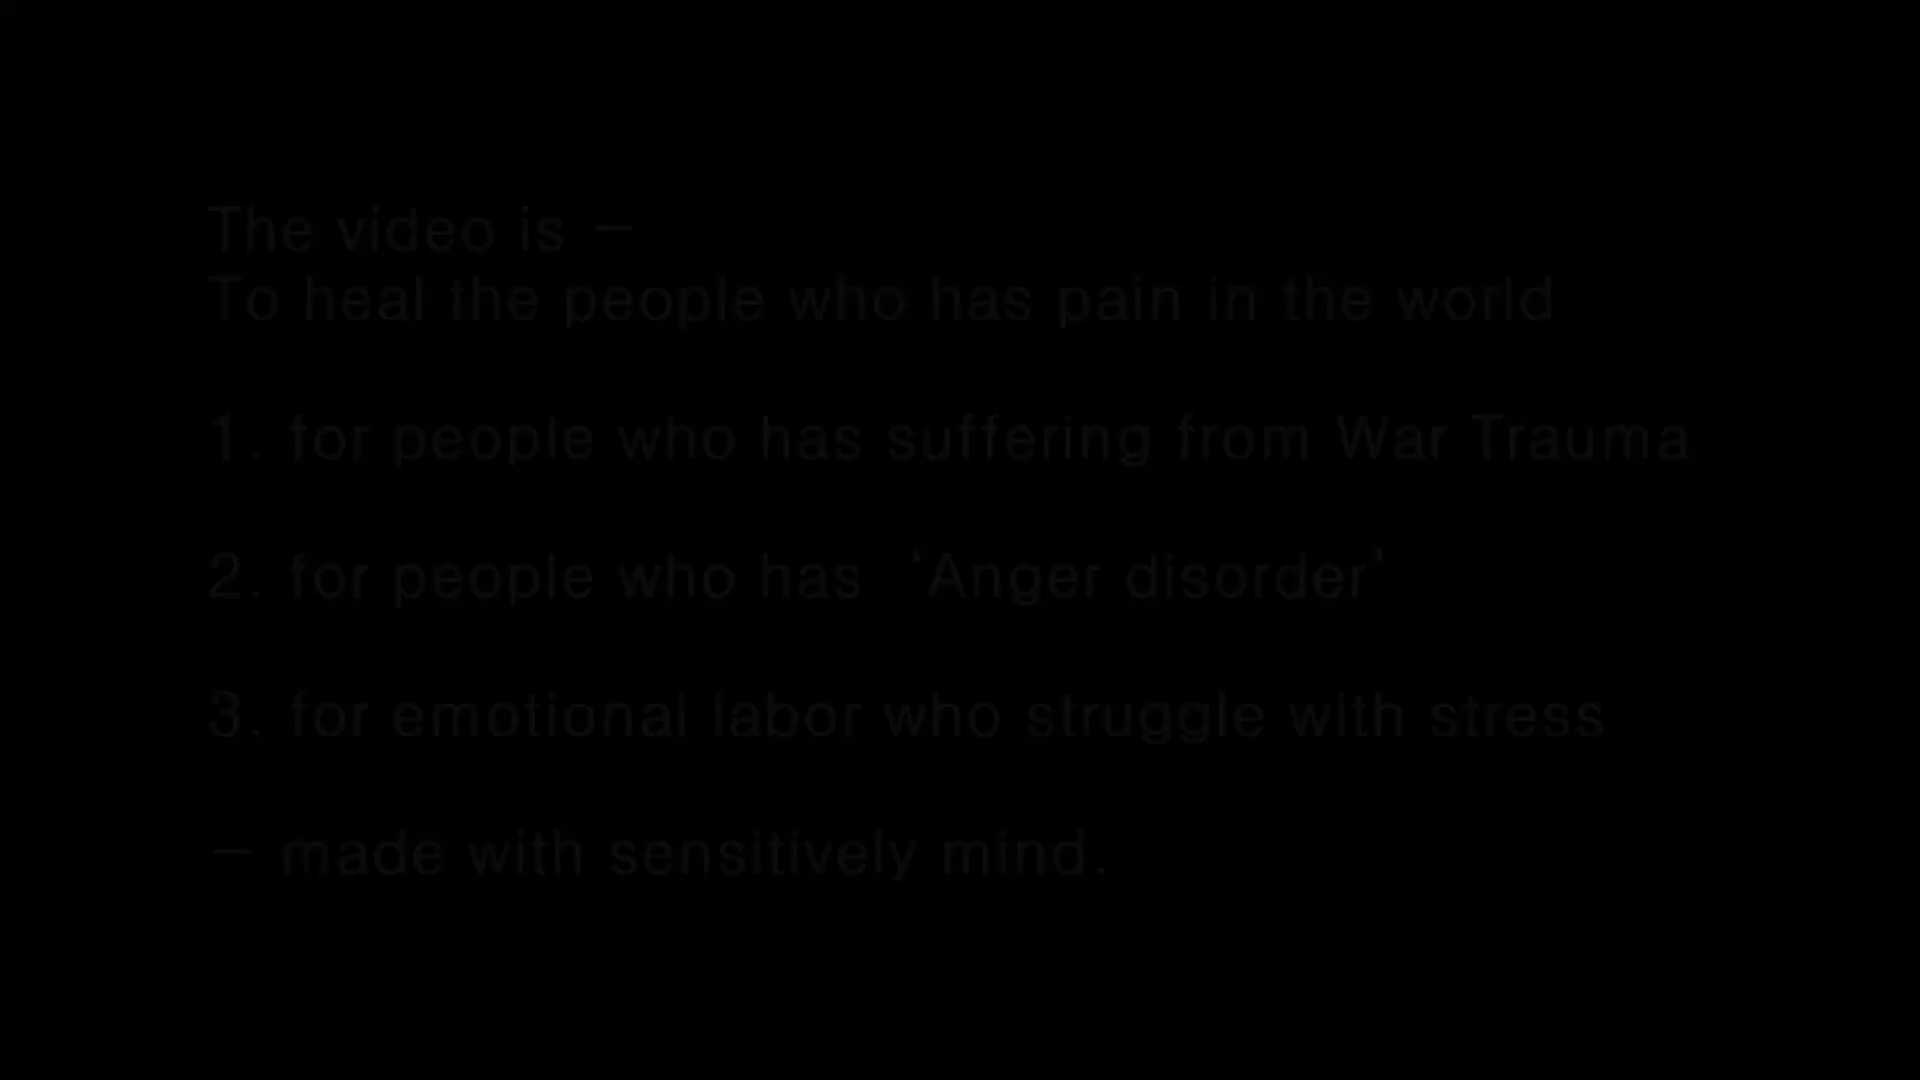 The video is –
To heal the people who has pain in the world
1. for people who has suffering from War Trauma
2. for people who has ‘Anger disorder’
3. for emotional labor who struggle with stress
– made with sensitively mind.